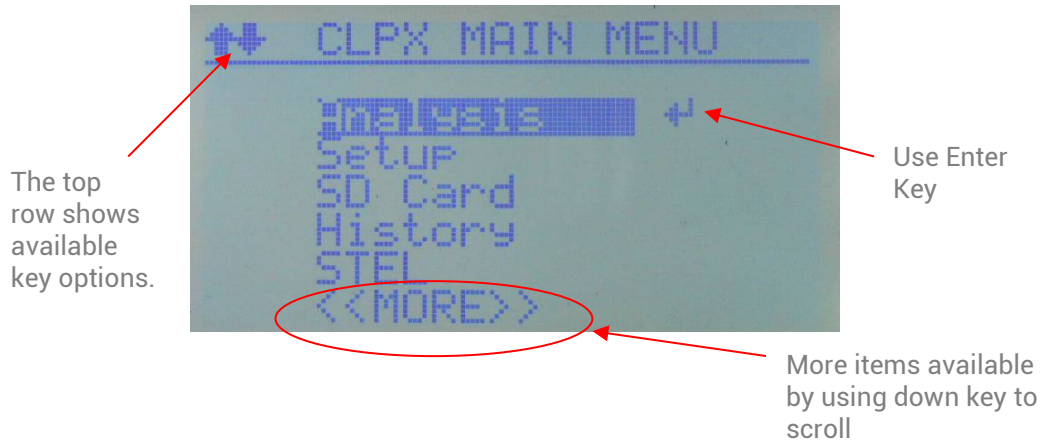 CLPX MAIN MENU
Analysis
Setup
SD Card
History
STEL
<<MORE>>
The top
row shows
available
key options.
Use Enter
Key
More items available
by using down key to
scroll